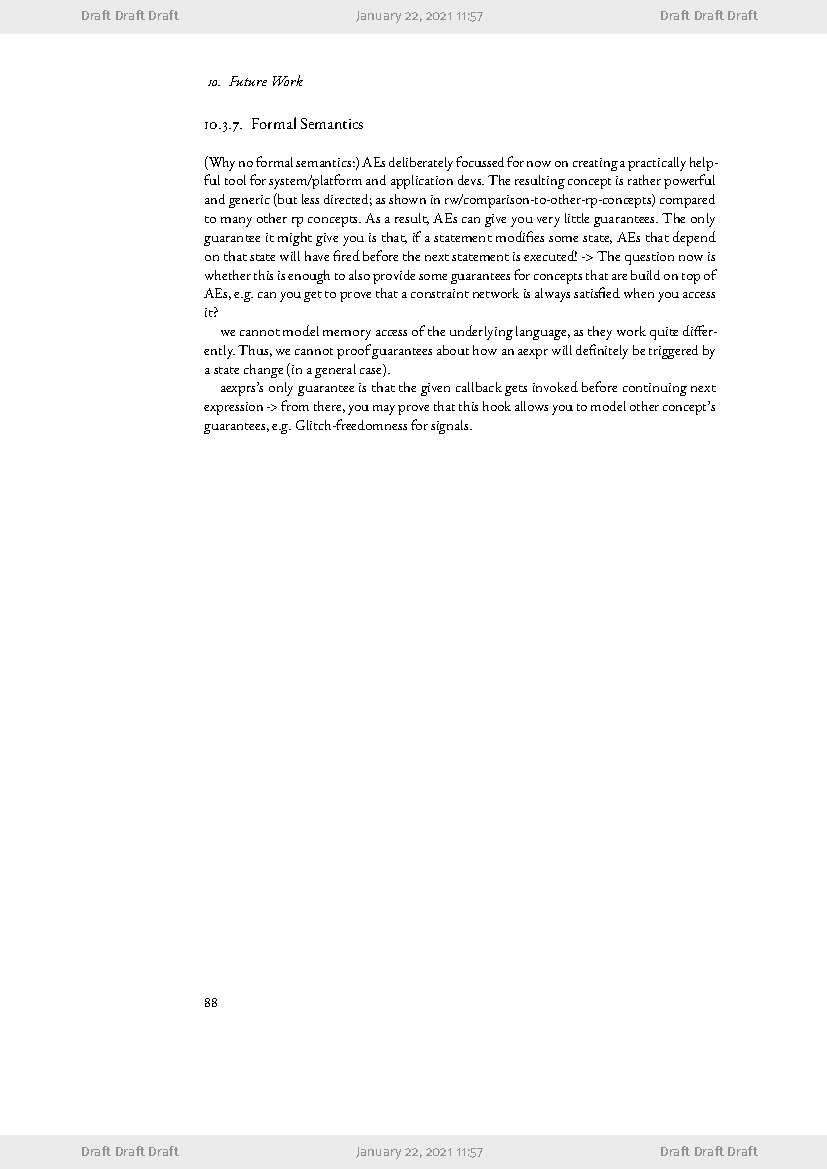 Draft Draft Draft January 22, 2021 11:57 Draft Draft Draft
10. Future Work
10.3.7. Formal Semantics
(Why no formal semantics:) AEs deliberately focussed for now on creating a practically help-
ful tool for system/platform and application devs. The resulting concept is rather powerful
and generic (but less directed; as shown in rw/comparison-to-other-rp-concepts) compared
to many other rp concepts. As a result, AEs can give you very little guarantees. The only
guarantee it might give you is that, if a statement modifies some state, AEs that depend
on that state will have fired before the next statement is executed! -> The question now is
whether this is enough to also provide some guarantees for concepts that are build on top of
AEs, e.g. can you get to prove that a constraint network is always satisfied when you access
it?
we cannot model memory access of the underlying language, as they work quite differ-
ently. Thus, we cannot proof guarantees about how an aexpr will definitely be triggered by
a state change (in a general case).
aexprs's only guarantee is that the given callback gets invoked before continuing next
expression -> from there, you may prove that this hook allows you to model other concept's
guarantees, e.g. Glitch-freedomness for signals.
88
Draft Draft Draft January 22, 2021 11:57 Draft Draft Draft